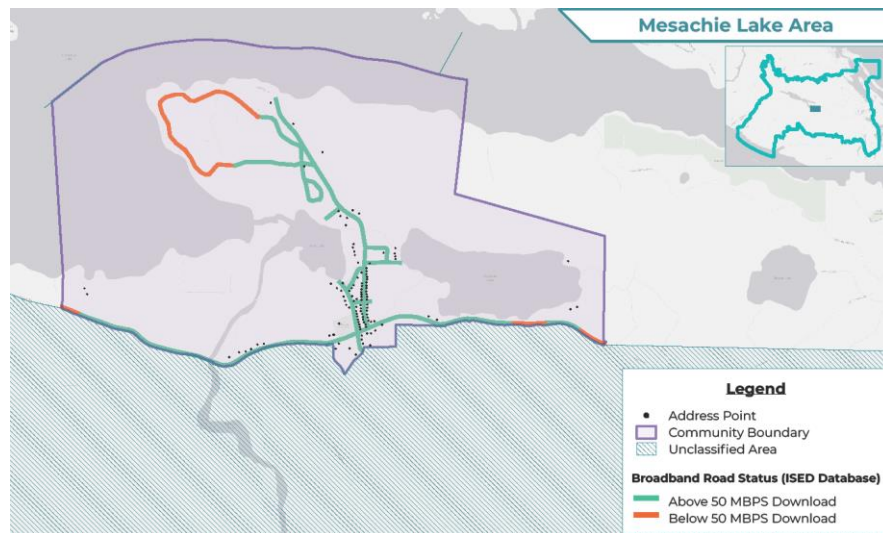 Mesachie Lake Area
Legend
Address Point
Community Boundary
Unclassified Area
Broadband Road Status (ISED Database)
Above 50 MBPS Download
Below 50 MBPS Download